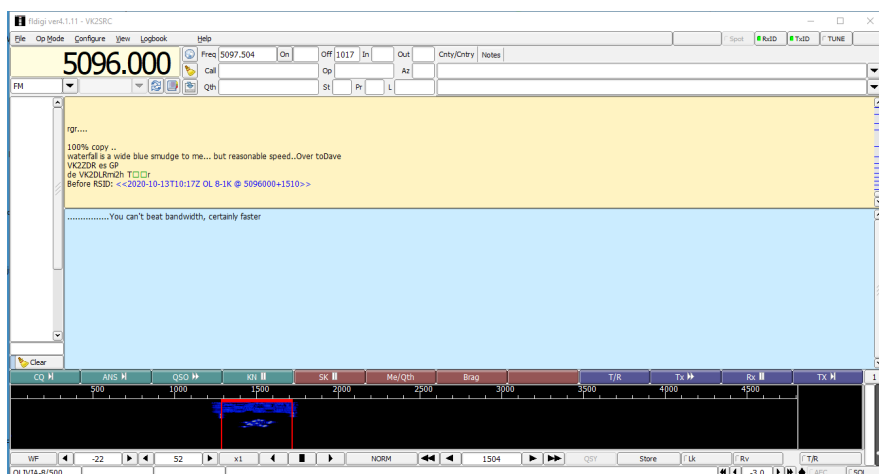 fldigi ver4.1.11 - VK2SRC
File Op Mode Configure View Logbook Help Spot RxID TxID TUNE
5096.000 Freq 5097.504 On Off 1017 In Out Cnty/Cntry Notes
Call Op Az
FM Qth St Pr L
rgr....
100% copy ..
waterfall is a wide blue smudge to me... but reasonable speed..Over toDave
VK2ZDR es GP
de VK2DLRmi2h T□□r
Before RSID: <<2020-10-13T10:17Z OL 8-1K @ 5096000+1510>>
................You can't beat bandwidth, certainly faster
Clear
CQ ANS QSO KN SK Me/Qth Brag T/R Tx Rx TX 1
500 1000 1500 2000 2500 3500 4000 4500
WF -22 52 x1 NORM 1504 QSY Store Lk Rv T/R
OLIVIA-8/500 -3.0 AFC SQL